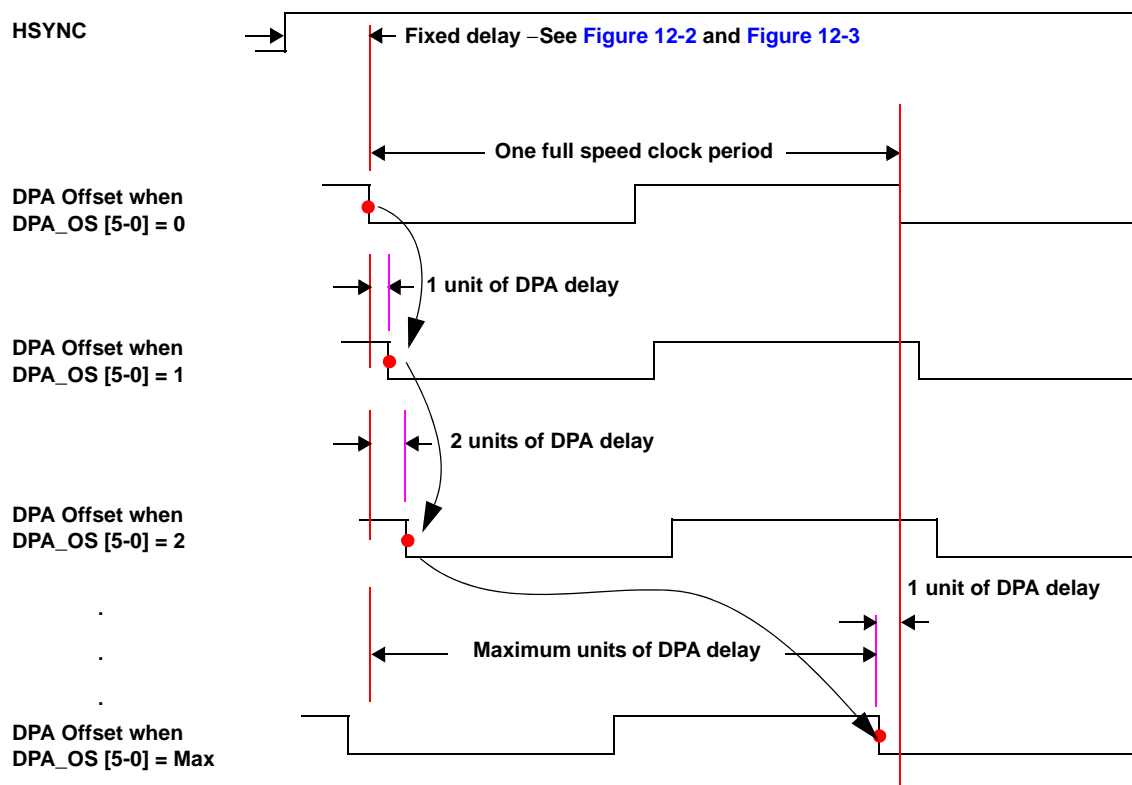 HSYNC
Fixed delay –See Figure 12-2 and Figure 12-3
One full speed clock period
DPA Offset when
DPA_OS [5-0] = 0
1 unit of DPA delay
DPA Offset when
DPA_OS [5-0] = 1
2 units of DPA delay
DPA Offset when
DPA_OS [5-0] = 2
1 unit of DPA delay
.
.
Maximum units of DPA delay
.
DPA Offset when
DPA_OS [5-0] = Max